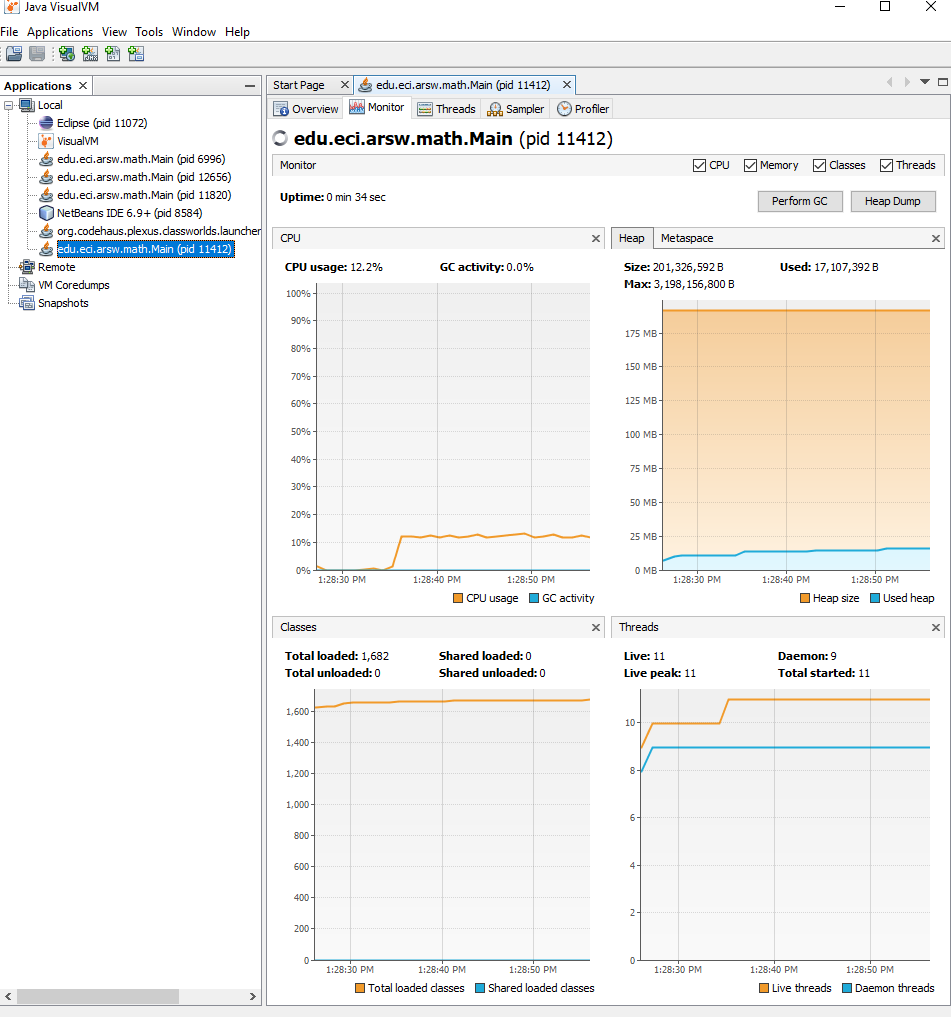 Java VisualVM
File Applications View Tools Window Help
Applications
Local
Eclipse (pid 11072)
VisualVM
edu.eci.arsw.math.Main (pid 6996)
edu.eci.arsw.math.Main (pid 12656)
edu.eci.arsw.math.Main (pid 11820)
NetBeans IDE 6.9+ (pid 8584)
org.codehaus.plexus.classworlds.launcher
edu.eci.arsw.math.Main (pid 11412)
Remote
VM Coredumps
Snapshots
Start Page edu.eci.arsw.math.Main (pid 11412)
Overview Monitor Threads Sampler Profiler
edu.eci.arsw.math.Main (pid 11412)
Monitor CPU Memory Classes Threads
Uptime: 0 min 34 sec
Perform GC Heap Dump
CPU
CPU usage: 12.2% GC activity: 0.0%
100%
90%
80%
70%
60%
50%
40%
30%
20%
10%
0%
1:28:30 PM 1:28:40 PM 1:28:50 PM
CPU usage GC activity
Heap Metaspace
Size: 201,326,592 B Used: 17,107,392 B
Max: 3,198,156,800 B
175 MB
150 MB
125 MB
100 MB
75 MB
50 MB
25 MB
0 MB
1:28:30 PM 1:28:40 PM 1:28:50 PM
Heap size Used heap
Classes
Total loaded: 1,682 Shared loaded: 0
Total unloaded: 0 Shared unloaded: 0
1,600
1,400
1,200
1,000
800
600
400
200
0
1:28:30 PM 1:28:40 PM 1:28:50 PM
Total loaded classes Shared loaded classes
Threads
Live: 11 Daemon: 9
Live peak: 11 Total started: 11
10
8
6
4
2
0
1:28:30 PM 1:28:40 PM 1:28:50 PM
Live threads Daemon threads